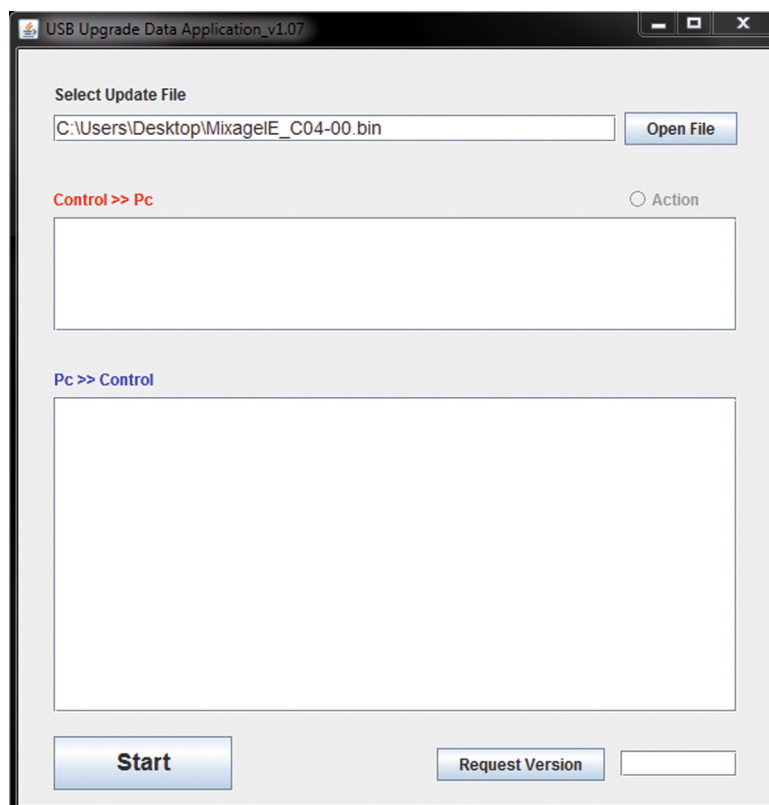 USB Upgrade Data Application_v1.07
Select Update File
C:\Users\Desktop\MixageIE_C04-00.bin
Open File
Control >> Pc
Action
Pc >> Control
Start
Request Version